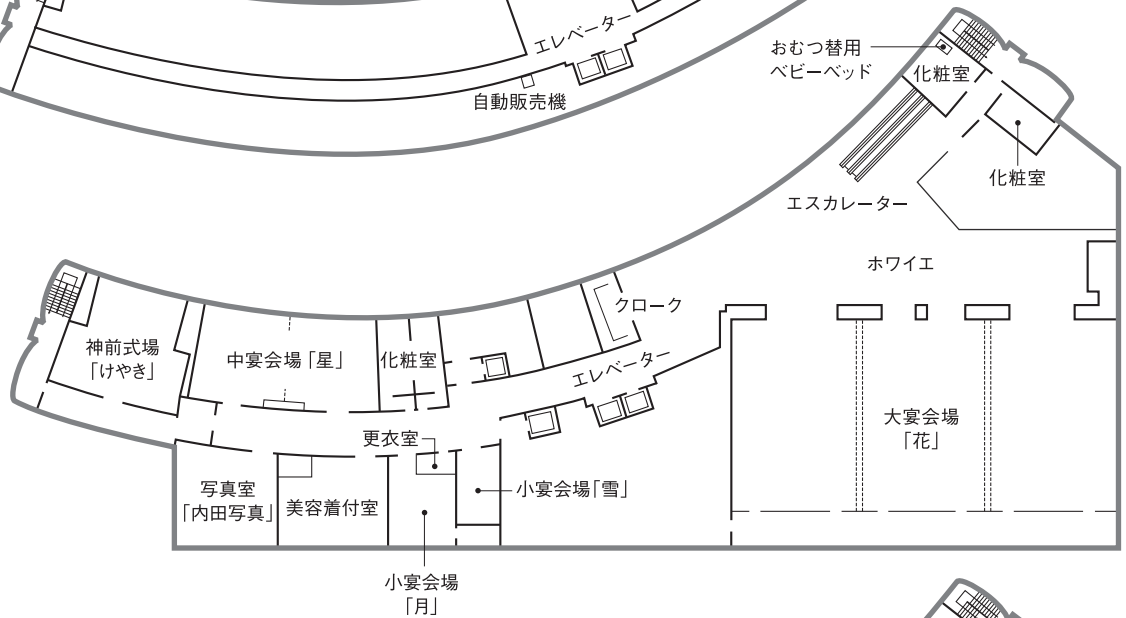 エレベーター
自動販売機
おむつ替用
ベビーベッド
化粧室
化粧室
エスカレーター
ホワイエ
クローク
神前式場
「けやき」
中宴会場「星」
化粧室
エレベーター
大宴会場
「花」
更衣室
写真室
「内田写真」
美容着付室
小宴会場「雪」
小宴会場
「月」